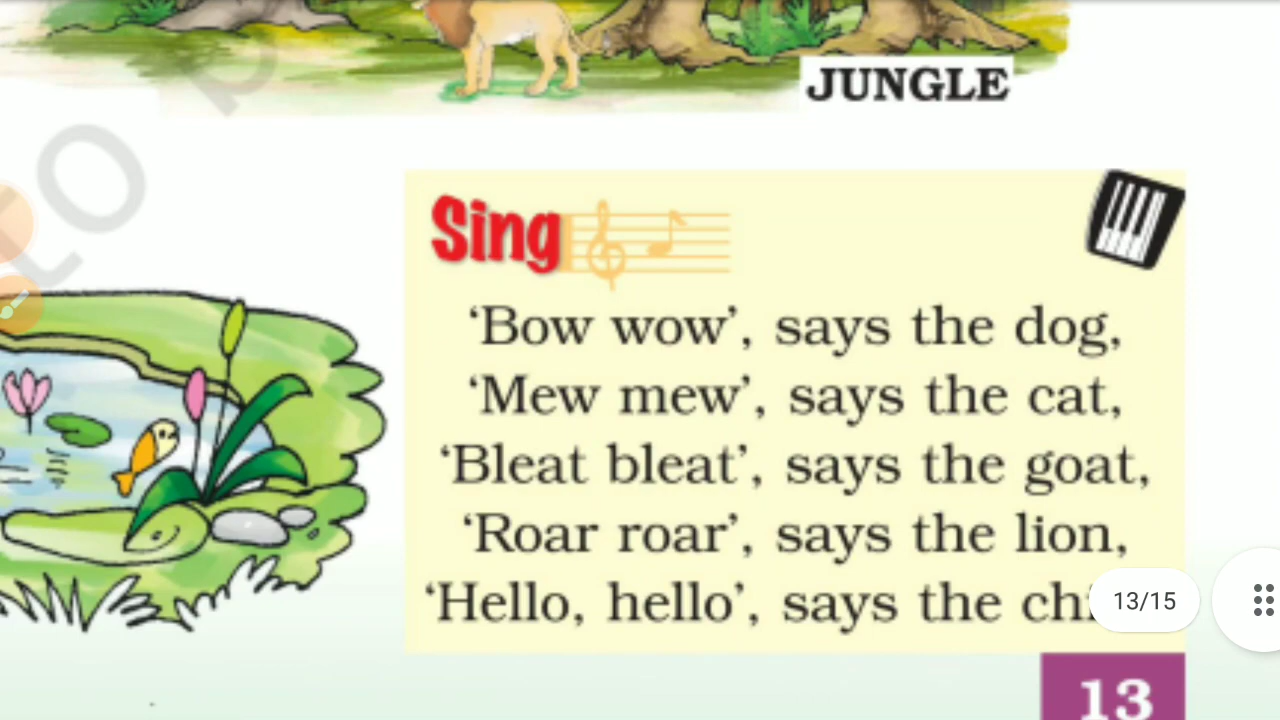 JUNGLE
Sing
‘Bow wow’, says the dog,
‘Mew mew’, says the cat,
‘Bleat bleat’, says the goat,
‘Roar roar’, says the lion,
‘Hello, hello’, says the
13/15
13